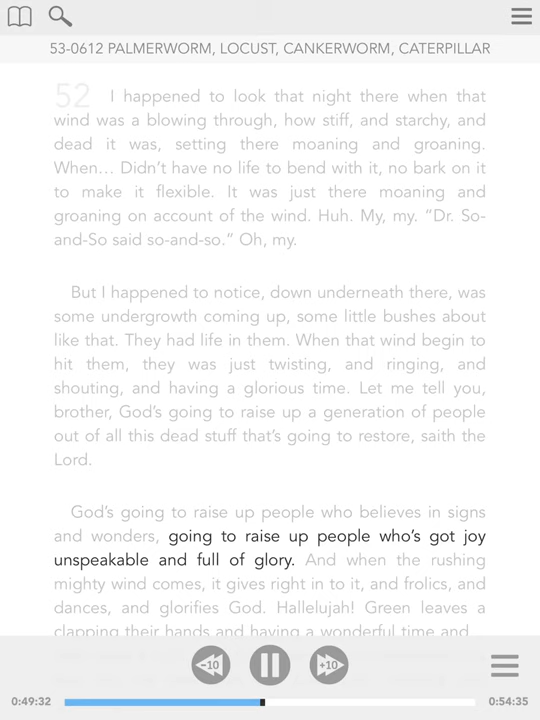 53-0612 PALMERWORM, LOCUST, CANKERWORM, CATERPILLAR
52 I happened to look that night there when that
wind was a blowing through, how stiff, and starchy, and
dead it was, setting there moaning and groaning.
When… Didn’t have no life to bend with it, no bark on it
to make it flexible. It was just there moaning and
groaning on account of the wind. Huh. My, my. “Dr. So-
and-So said so-and-so.” Oh, my.
But I happened to notice, down underneath there, was
some undergrowth coming up, some little bushes about
like that. They had life in them. When that wind begin to
hit them, they was just twisting, and ringing, and
shouting, and having a glorious time. Let me tell you,
brother, God’s going to raise up a generation of people
out of all this dead stuff that’s going to restore, saith the
Lord.
God’s going to raise up people who believes in signs
and wonders, going to raise up people who’s got joy
unspeakable and full of glory. And when the rushing
mighty wind comes, it gives right in to it, and frolics, and
dances, and glorifies God. Hallelujah! Green leaves a
clapping their hands and having a wonderful time and
-10
+10
0:49:32
0:54:35